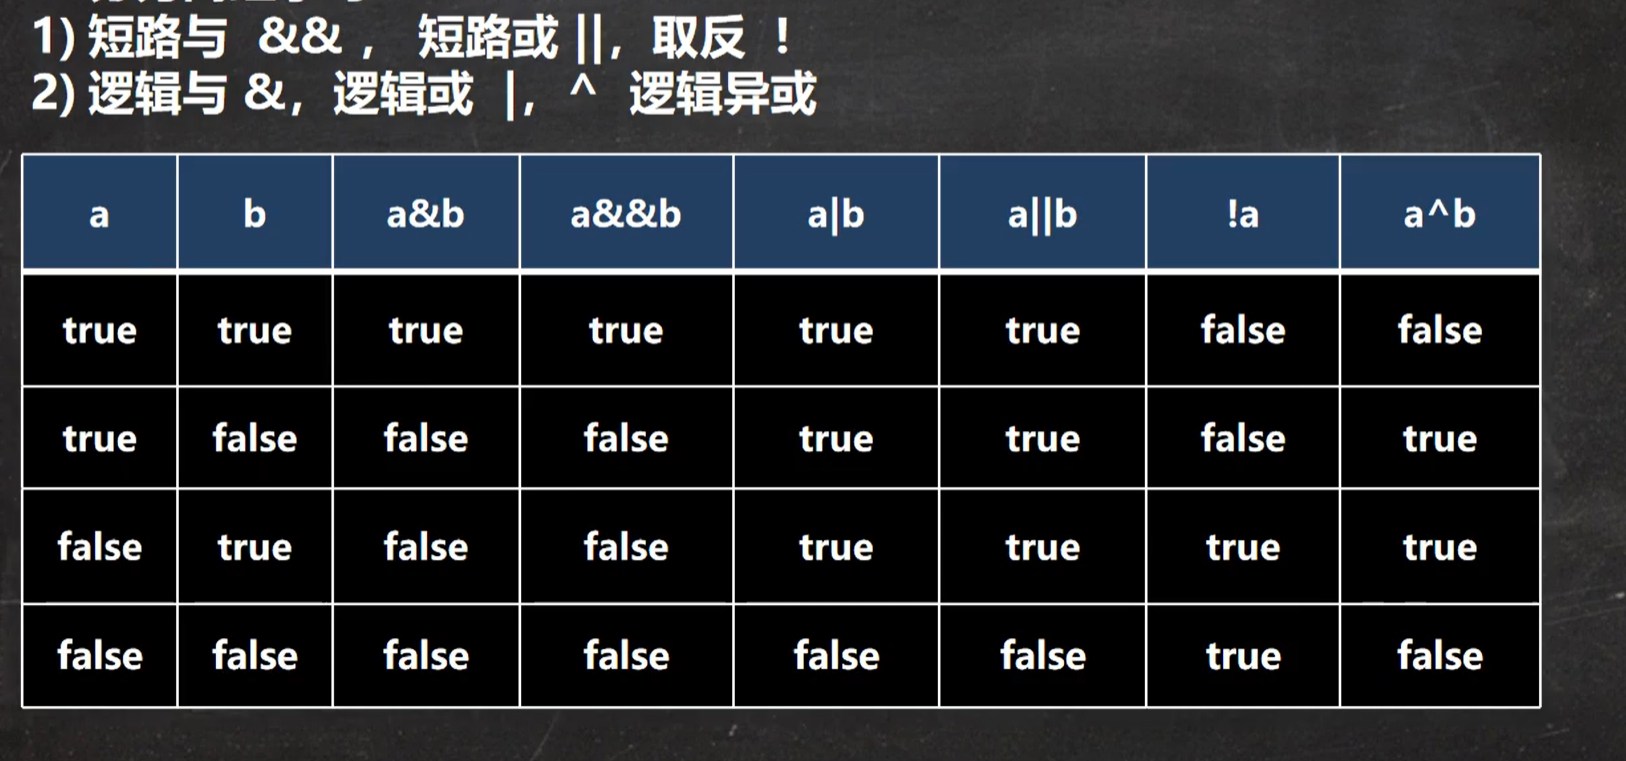 1) 短路与 && ， 短路或 ||，取反 ！
2) 逻辑与 &，逻辑或 |，^ 逻辑异或
a b a&b a&&b a|b a||b !a a^b
true true true true true true false false
true false false false true true false true
false true false false true true true true
false false false false false false true false